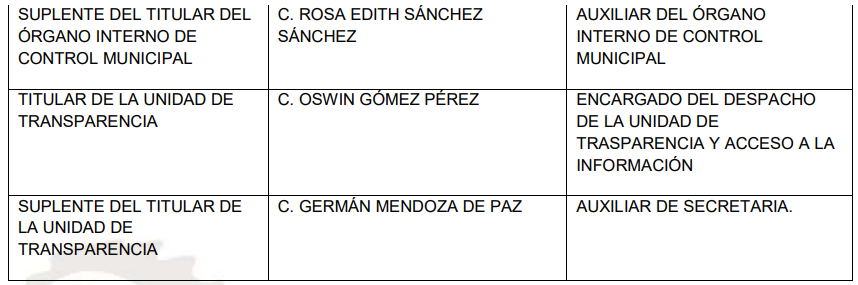 SUPLENTE DEL TITULAR DEL
ÓRGANO INTERNO DE
CONTROL MUNICIPAL
C. ROSA EDITH SÁNCHEZ
SÁNCHEZ
AUXILIAR DEL ÓRGANO
INTERNO DE CONTROL
MUNICIPAL
TITULAR DE LA UNIDAD DE
TRANSPARENCIA
C. OSWIN GÓMEZ PÉREZ
ENCARGADO DEL DESPACHO
DE LA UNIDAD DE
TRASPARENCIA Y ACCESO A LA
INFORMACIÓN
SUPLENTE DEL TITULAR DE
LA UNIDAD DE
TRANSPARENCIA
C. GERMÁN MENDOZA DE PAZ
AUXILIAR DE SECRETARIA.